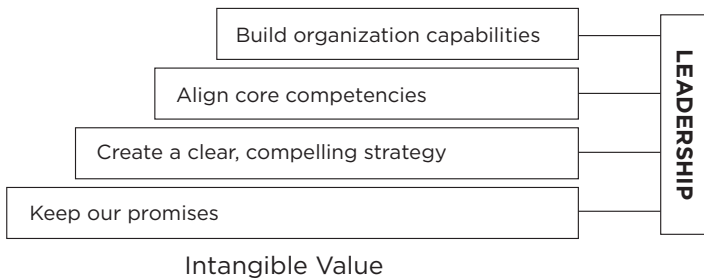 Build organization capabilities
Align core competencies
Create a clear, compelling strategy
Keep our promises
LEADERSHIP
Intangible Value